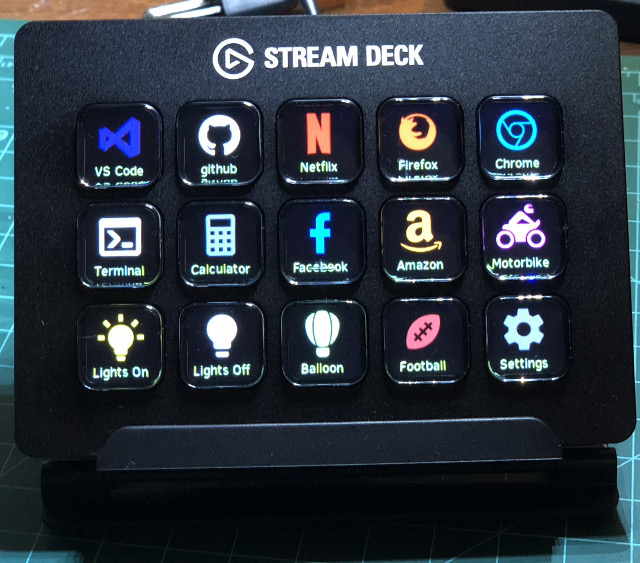 STREAM DECK
VS Code
github
Netflix
Firefox
Chrome
Terminal
Calculator
Facebook
Amazon
Motorbike
Lights On
Lights Off
Balloon
Football
Settings